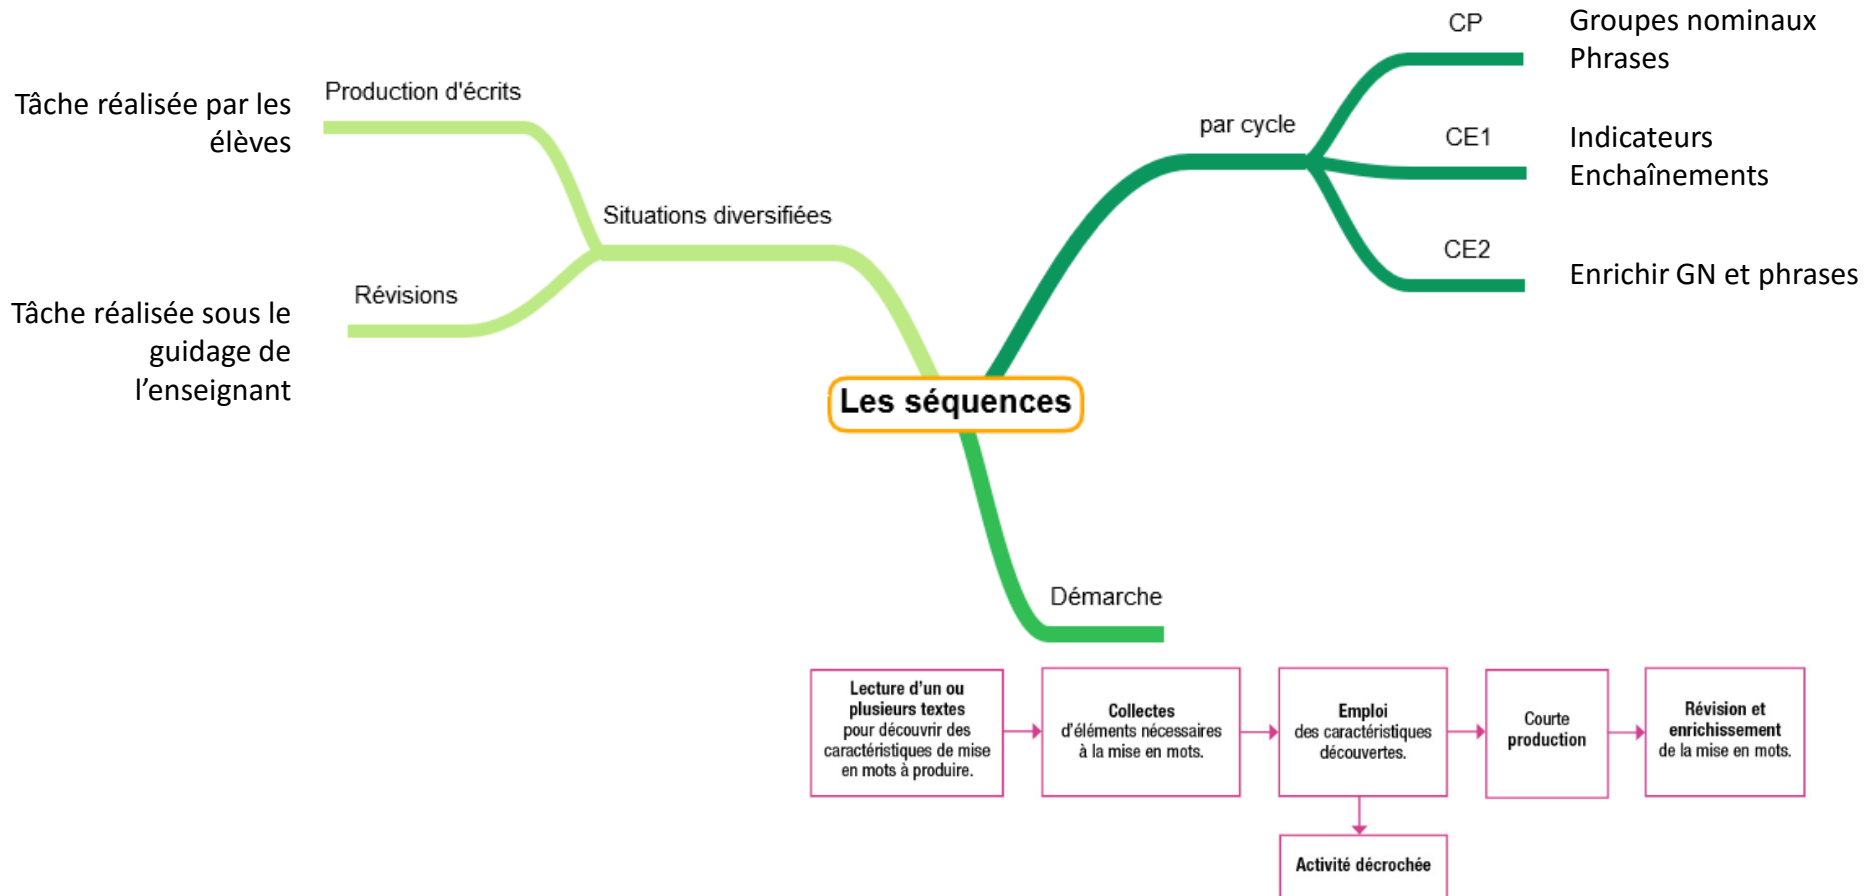 Production d'écrits
Tâche réalisée par les
élèves
Situations diversifiées
Révisions
Tâche réalisée sous le
guidage de
l’enseignant
CP
Groupes nominaux
Phrases
par cycle
CE1
Indicateurs
Enchaînements
CE2
Enrichir GN et phrases
Les séquences
Démarche
Lecture d’un ou
plusieurs textes
pour découvrir des
caractéristiques de mise
en mots à produire.
Collectes
d’éléments nécessaires
à la mise en mots.
Emploi
des caractéristiques
découvertes.
Courte
production
Révision et
enrichissement
de la mise en mots.
Activité décrochée